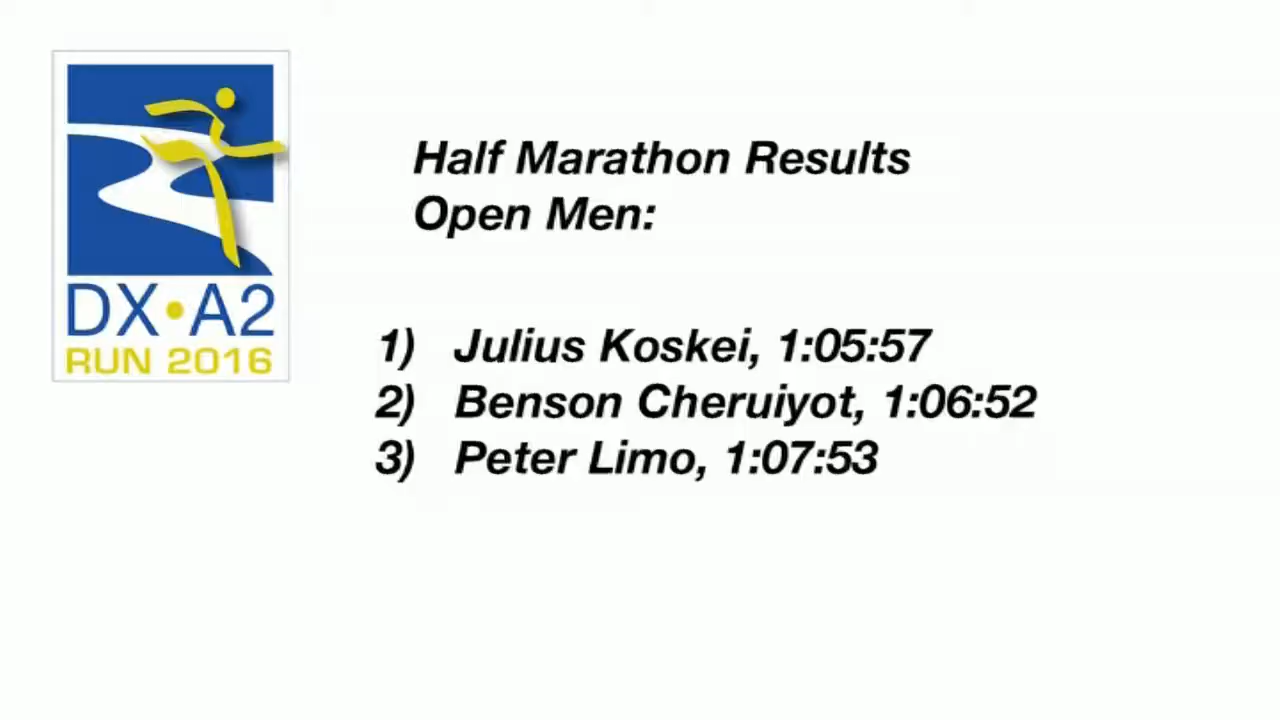 DX•A2
RUN 2016
Half Marathon Results
Open Men:
1) Julius Koskei, 1:05:57
2) Benson Cheruiyot, 1:06:52
3) Peter Limo, 1:07:53